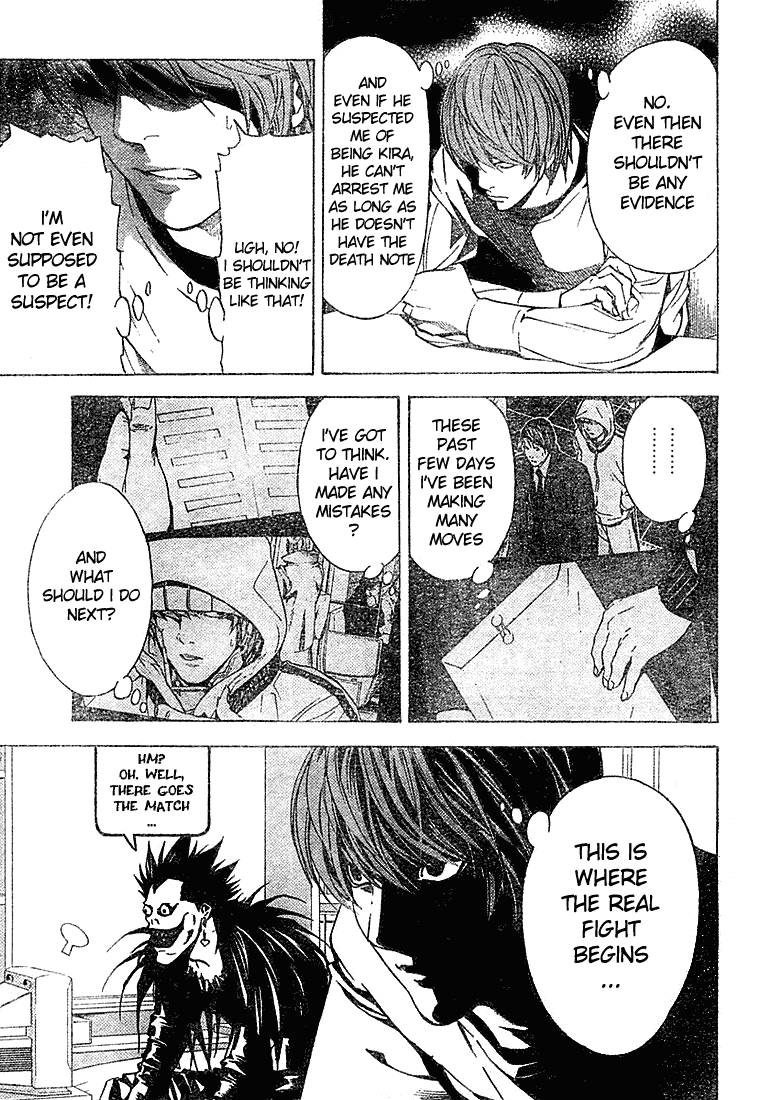 NO.
EVEN THEN
THERE
SHOULDN'T
BE ANY
EVIDENCE
AND
EVEN IF HE
SUSPECTED
ME OF
BEING KIRA,
HE CAN'T
ARREST ME
AS LONG AS
HE DOESN'T
HAVE THE
DEATH NOTE
UGH, NO!
I SHOULDN'T
BE THINKING
LIKE THAT!
I'M
NOT EVEN
SUPPOSED
TO BE A
SUSPECT!
......
THESE
PAST
FEW DAYS
I'VE BEEN
MAKING
MANY
MOVES
I'VE GOT
TO THINK.
HAVE I
MADE ANY
MISTAKES
?
AND
WHAT
SHOULD I DO
NEXT?
THIS IS
WHERE
THE REAL
FIGHT
BEGINS
...
HM?
OH. WELL,
THERE GOES
THE MATCH
...